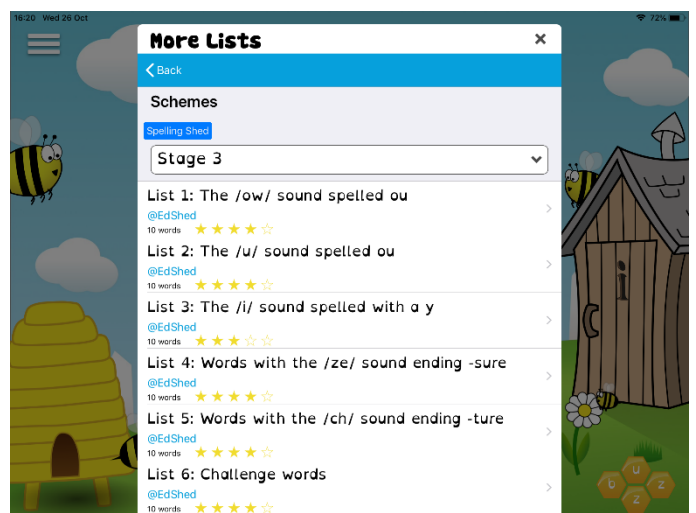 16:20 Wed 26 Oct
72%
More Lists
×
Back
Schemes
Spelling Shed
Stage 3
List 1: The /ow/ sound spelled ou
@EdShed
10 words ★★★★☆
List 2: The /u/ sound spelled ou
@EdShed
10 words ★★★★☆
List 3: The /i/ sound spelled with a y
@EdShed
10 words ★★★☆☆
List 4: Words with the /ze/ sound ending -sure
@EdShed
10 words ★★★★☆
List 5: Words with the /ch/ sound ending -ture
@EdShed
10 words ★★★★☆
List 6: Challenge words
@EdShed
10 words ★★★★☆
i
b u z z